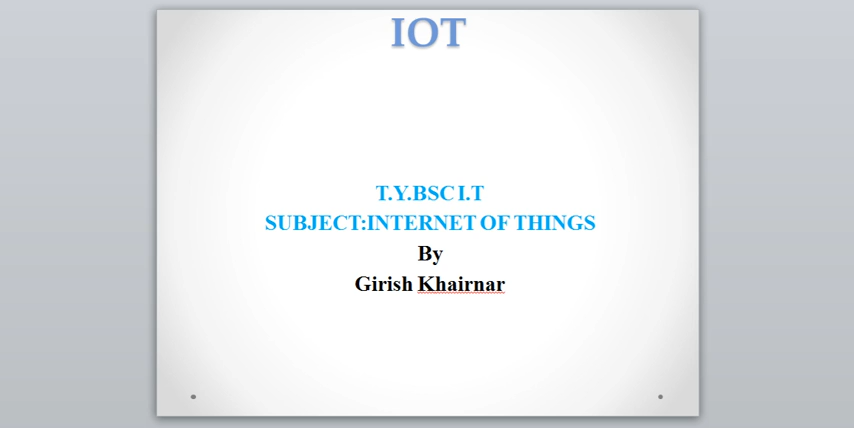 IOT
T.Y.BSC I.T
SUBJECT:INTERNET OF THINGS
By
Girish Khairnar